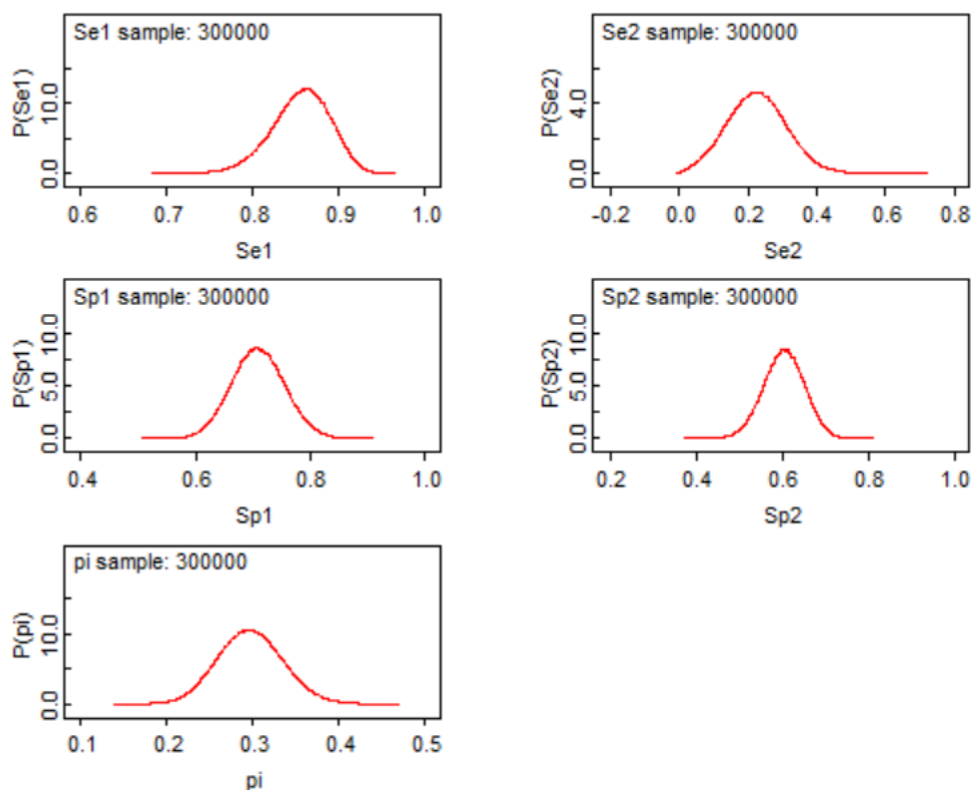 Se1 sample: 300000
P(Se1)
10.0
0.0
0.6 0.7 0.8 0.9 1.0
Se1
Se2 sample: 300000
P(Se2)
4.0
0.0
-0.2 0.0 0.2 0.4 0.6 0.8
Se2
Sp1 sample: 300000
P(Sp1)
10.0
5.0
0.0
0.4 0.6 0.8 1.0
Sp1
Sp2 sample: 300000
P(Sp2)
10.0
5.0
0.0
0.2 0.4 0.6 0.8 1.0
Sp2
pi sample: 300000
P(pi)
10.0
0.0
0.1 0.2 0.3 0.4 0.5
pi